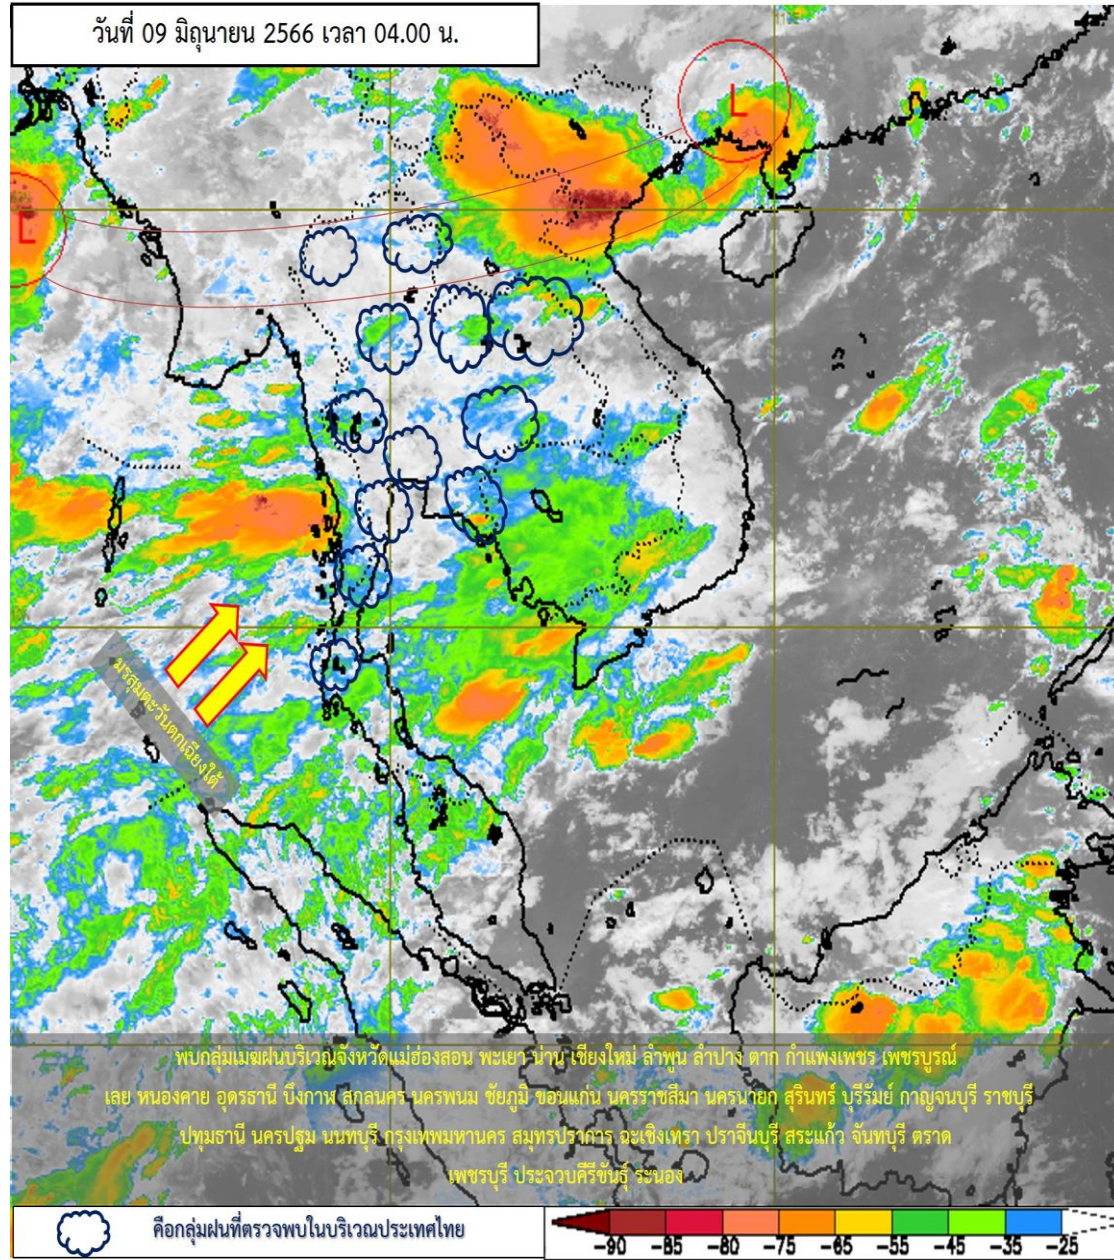 วันที่ 09 มิถุนายน 2566 เวลา 04.00 น.
110E
L
L
มรสุมตะวันตกเฉียงใต้
พบกลุ่มเมฆฝนบริเวณจังหวัดแม่ฮ่องสอน พะเยา น่าน เชียงใหม่ ลำพูน ลำปาง ตาก กำแพงเพชร เพชรบูรณ์
เลย หนองคาย อุดรธานี บึงกาฬ สกลนคร นครพนม ชัยภูมิ ขอนแก่น นครราชสีมา นครนายก สุรินทร์ บุรีรัมย์ กาญจนบุรี ราชบุรี
ปทุมธานี นครปฐม นนทบุรี กรุงเทพมหานคร สมุทรปราการ ฉะเชิงเทรา ปราจีนบุรี สระแก้ว จันทบุรี ตราด
เพชรบุรี ประจวบคีรีขันธุ์ ระนอง
คือกลุ่มฝนที่ตรวจพบในบริเวณประเทศไทย
-90 -85 -80 -75 -65 -55 -45 -35 -25